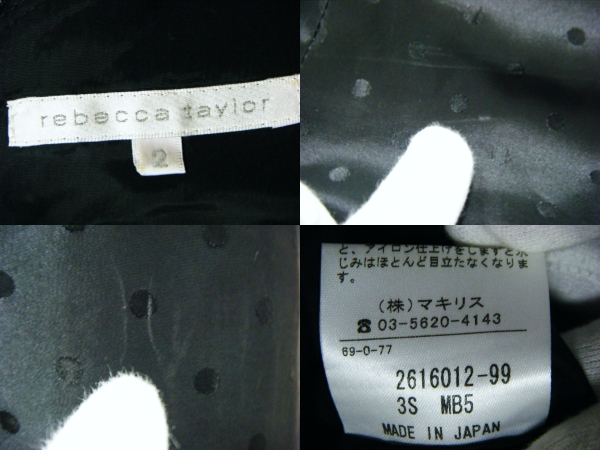 rebecca taylor
2
と、アイロン仕上げをしますと水
じみはほとんど目立たなくなりま
す。
(株)マキリス
☎03-5620-4143
69-0-77
2616012-99
3S MB5
MADE IN JAPAN